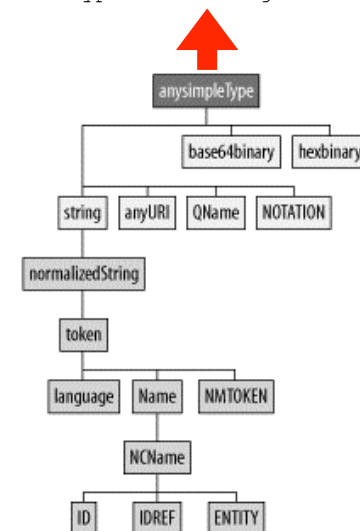 anysimpleType
base64binary hexbinary
string anyURI QName NOTATION
normalizedString
token
language Name NMTOKEN
NCName
ID IDREF ENTITY